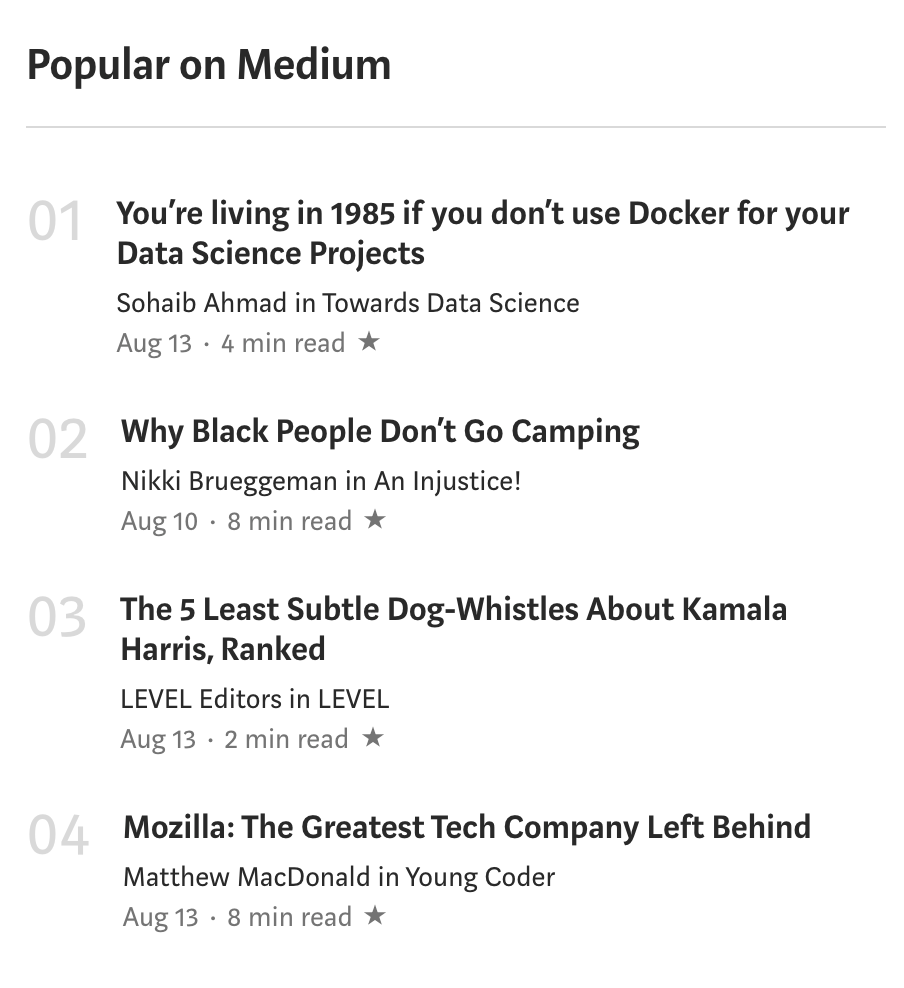 Popular on Medium
01
You’re living in 1985 if you don’t use Docker for your
Data Science Projects
Sohaib Ahmad in Towards Data Science
Aug 13 · 4 min read ★
02
Why Black People Don’t Go Camping
Nikki Brueggeman in An Injustice!
Aug 10 · 8 min read ★
03
The 5 Least Subtle Dog-Whistles About Kamala
Harris, Ranked
LEVEL Editors in LEVEL
Aug 13 · 2 min read ★
04
Mozilla: The Greatest Tech Company Left Behind
Matthew MacDonald in Young Coder
Aug 13 · 8 min read ★